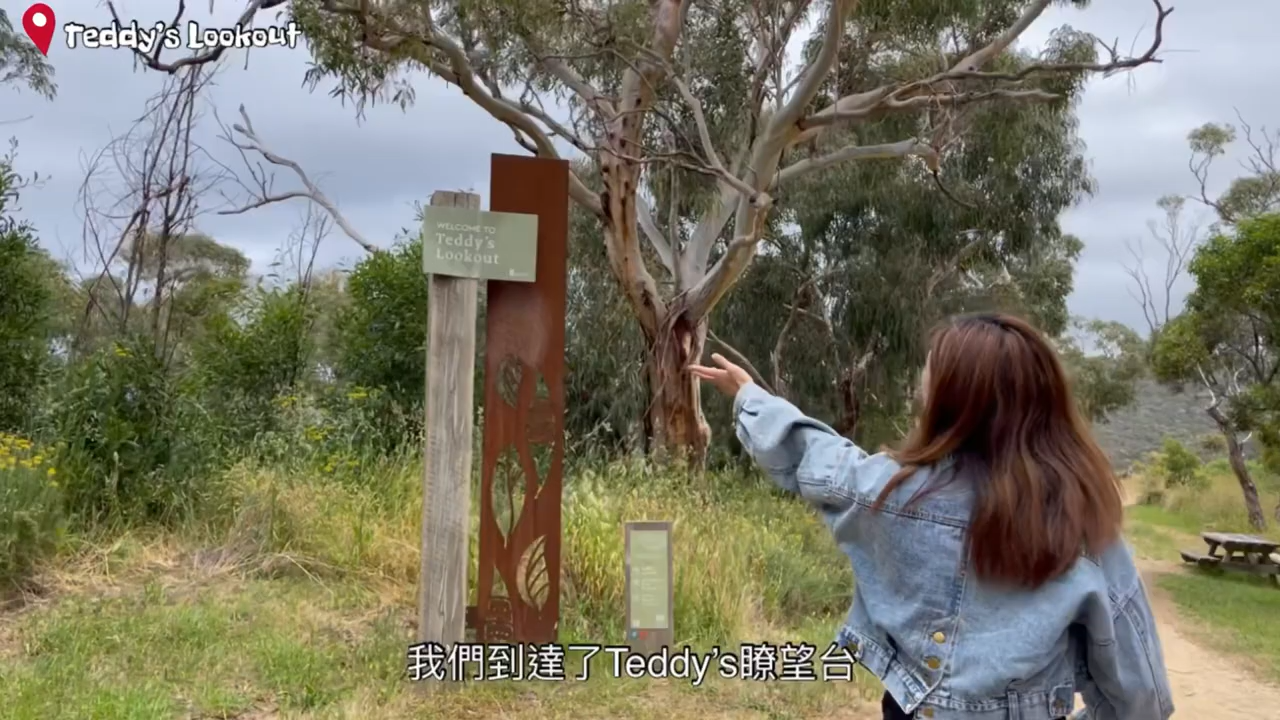 Teddy's Lookout
WELCOME TO
Teddy's
Lookout
我們到達了Teddy's瞭望台